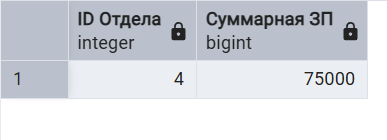 ID Отдела
integer
Суммарная ЗП
bigint
1
4
75000